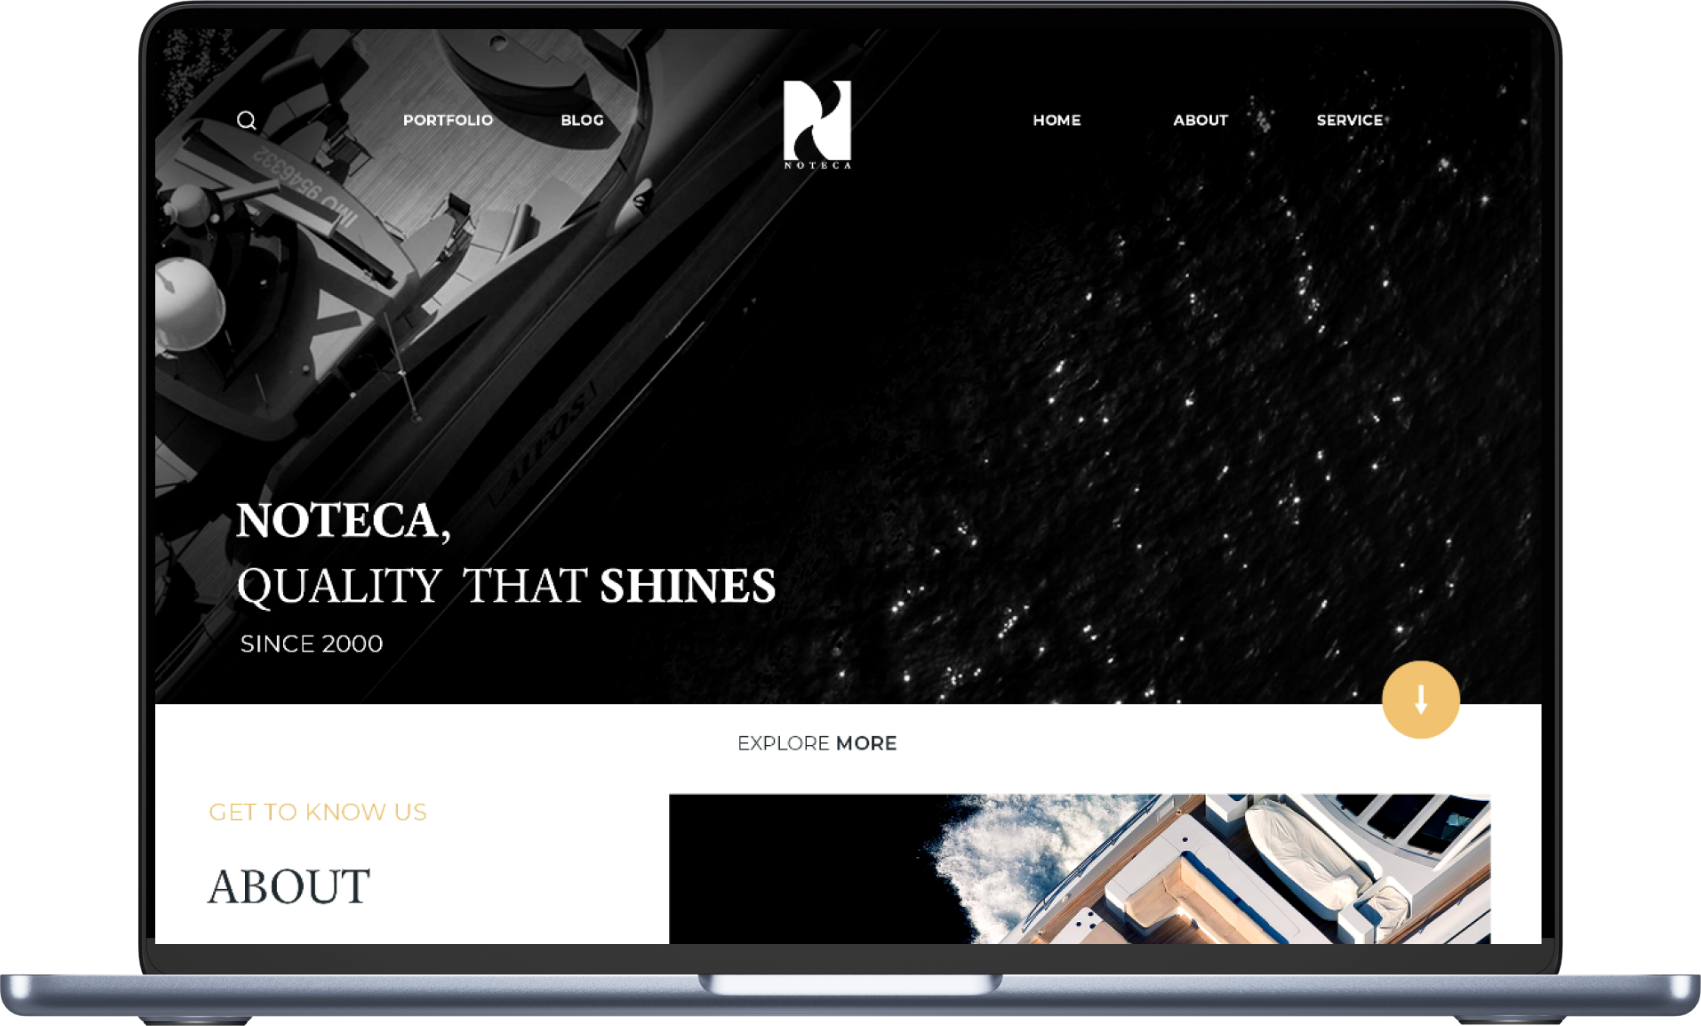 PORTFOLIO
BLOG
NOTECA
HOME
ABOUT
SERVICE
IMO 9546332
ALFOSI
NOTECA,
QUALITY THAT SHINES
SINCE 2000
EXPLORE MORE
GET TO KNOW US
ABOUT